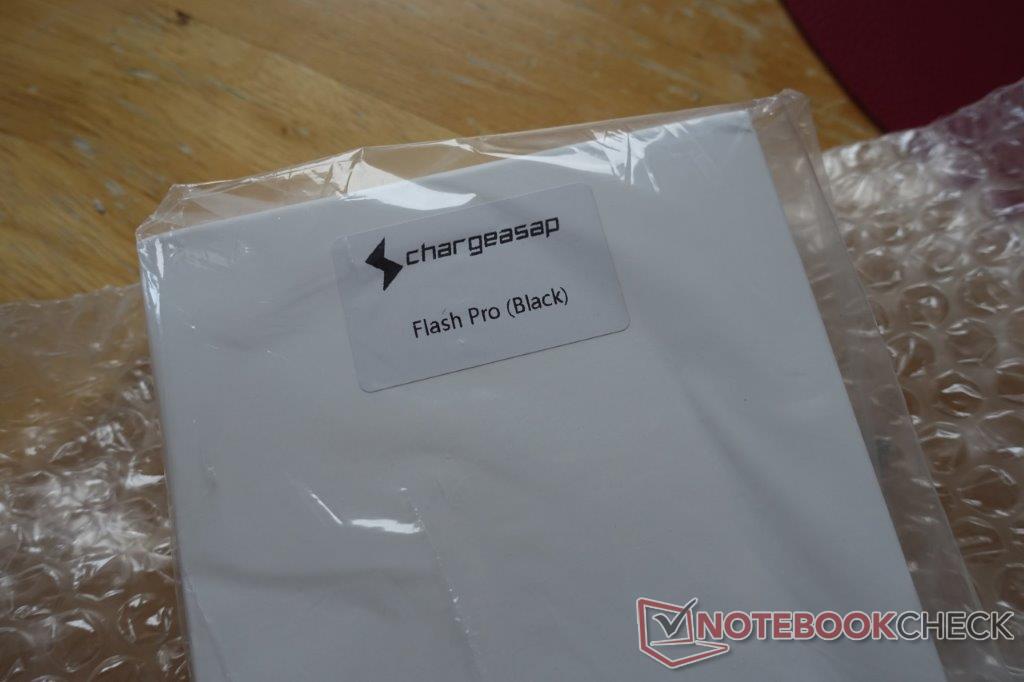 chargeasap
Flash Pro (Black)
NOTEBOOKCHECK